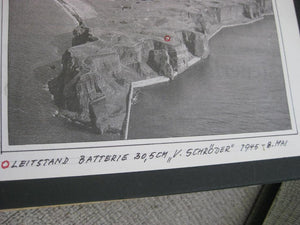 LEITSTAND BATTERIE 30,5CM „V. SCHRÖDER" 1945 - 8. MAI